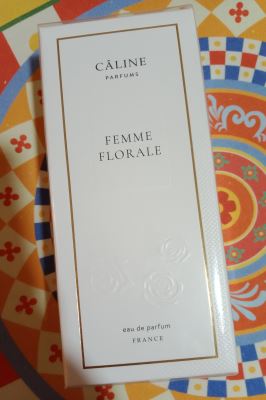 CÂLINE
PARFUMS
FEMME
FLORALE
eau de parfum
FRANCE